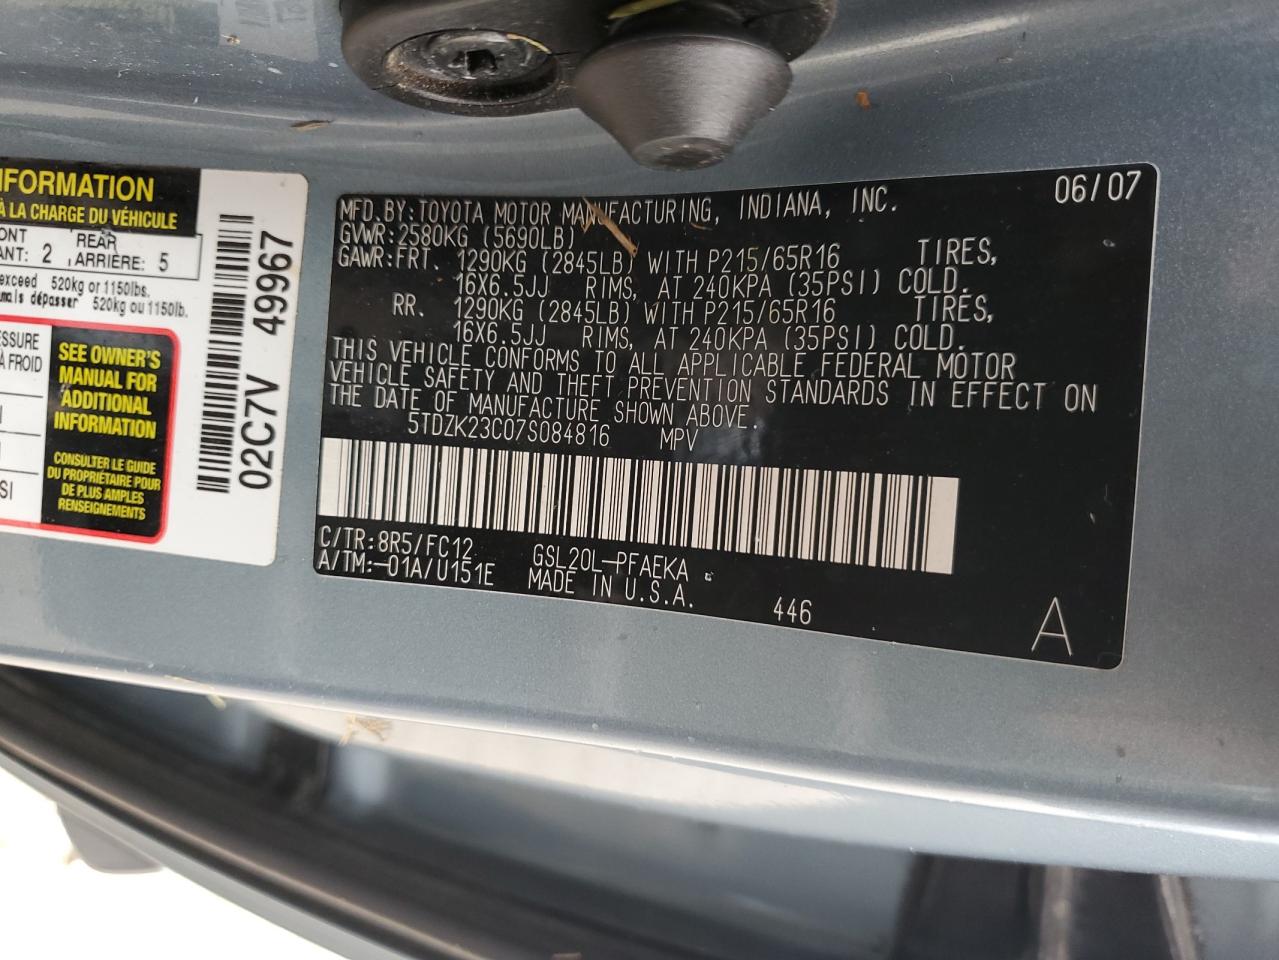 NFORMATION
À LA CHARGE DU VÉHICULE
ONT REAR
ANT: 2 ARRIÈRE: 5
exceed 520kg or 1150lbs.
mais dépasser 520kg ou 1150lb.
ESSURE
À FROID
SI
SEE OWNER'S
MANUAL FOR
ADDITIONAL
INFORMATION
CONSULTER LE GUIDE
DU PROPRIÉTAIRE POUR
DE PLUS AMPLES
RENSEIGNEMENTS
02C7V 49967
MFD.BY:TOYOTA MOTOR MANUFACTURING, INDIANA, INC. 06/07
GVWR:2580KG (5690LB)
GAWR:FRT. 1290KG (2845LB) WITH P215/65R16 TIRES,
16X6.5JJ RIMS, AT 240KPA (35PSI) COLD.
RR. 1290KG (2845LB) WITH P215/65R16 TIRES,
16X6.5JJ RIMS, AT 240KPA (35PSI) COLD.
THIS VEHICLE CONFORMS TO ALL APPLICABLE FEDERAL MOTOR
VEHICLE SAFETY AND THEFT PREVENTION STANDARDS IN EFFECT ON
THE DATE OF MANUFACTURE SHOWN ABOVE.
5TDZK23C07S084816 MPV
C/TR:8R5/FC12 GSL20L-PFAEKA
A/TM:-01A/U151E MADE IN U.S.A.
446
A